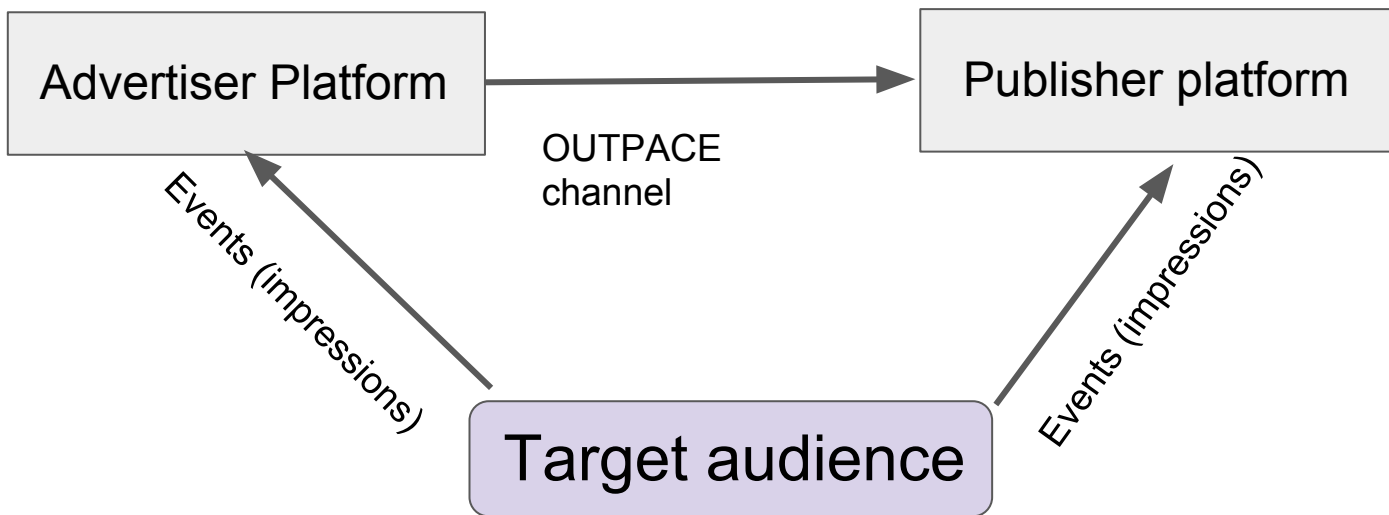 Advertiser Platform
Publisher platform
OUTPACE
channel
Events (impressions)
Events (impressions)
Target audience